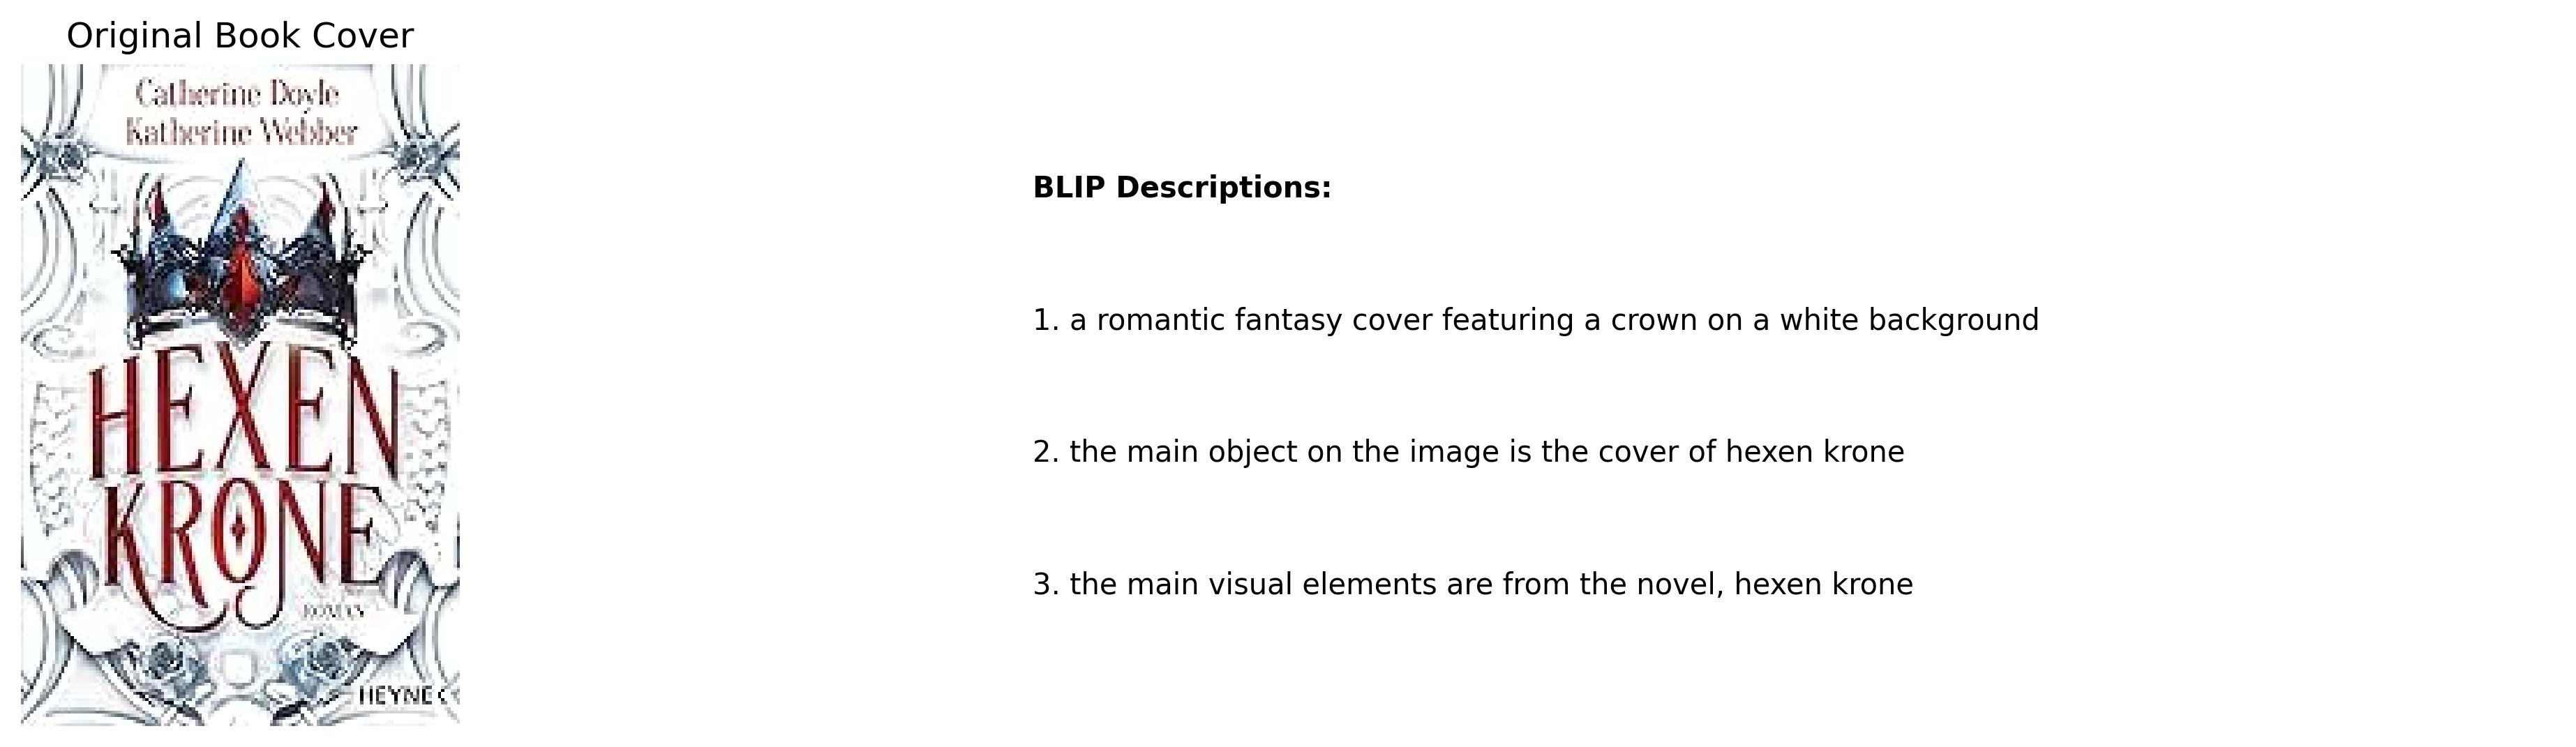 Original Book Cover
Catherine Doyle
Katherine Webber
HEXEN
KRONE
ROMAN
HEYNE <
BLIP Descriptions:
1. a romantic fantasy cover featuring a crown on a white background
2. the main object on the image is the cover of hexen krone
3. the main visual elements are from the novel, hexen krone